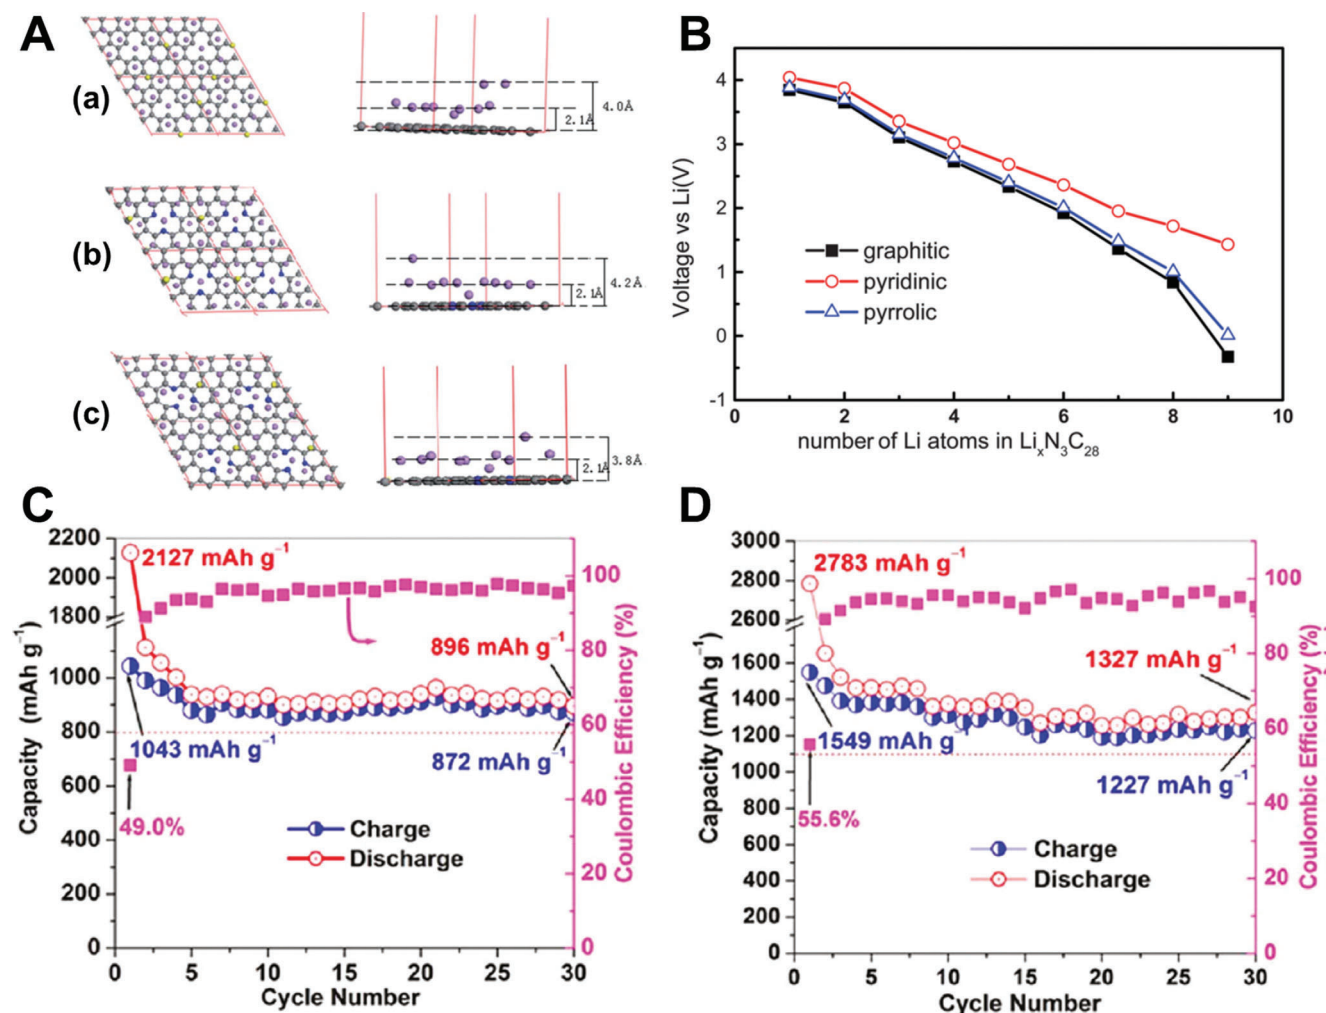 A
(a)
4.0Å
2.1Å
(b)
4.2Å
2.1Å
(c)
3.8Å
2.1Å
B
Voltage vs Li(V)
4
3
2
1
0
-1
graphitic
pyridinic
pyrrolic
0
2
4
6
8
10
number of Li atoms in LiₓN₃C₂₈
C
Capacity (mAh g⁻¹)
2200
2000
1800
1000
800
600
400
200
0
2127 mAh g⁻¹
896 mAh g⁻¹
1043 mAh g⁻¹
872 mAh g⁻¹
49.0%
Charge
Discharge
100
80
60
40
20
0
Coulombic Efficiency (%)
0
5
10
15
20
25
30
Cycle Number
D
Capacity (mAh g⁻¹)
3000
2800
2600
1600
1400
1200
1000
800
600
400
200
0
2783 mAh g⁻¹
1327 mAh g⁻¹
1549 mAh g⁻¹
1227 mAh g⁻¹
55.6%
Charge
Discharge
100
80
60
40
20
0
Coulombic Efficiency (%)
0
5
10
15
20
25
30
Cycle Number